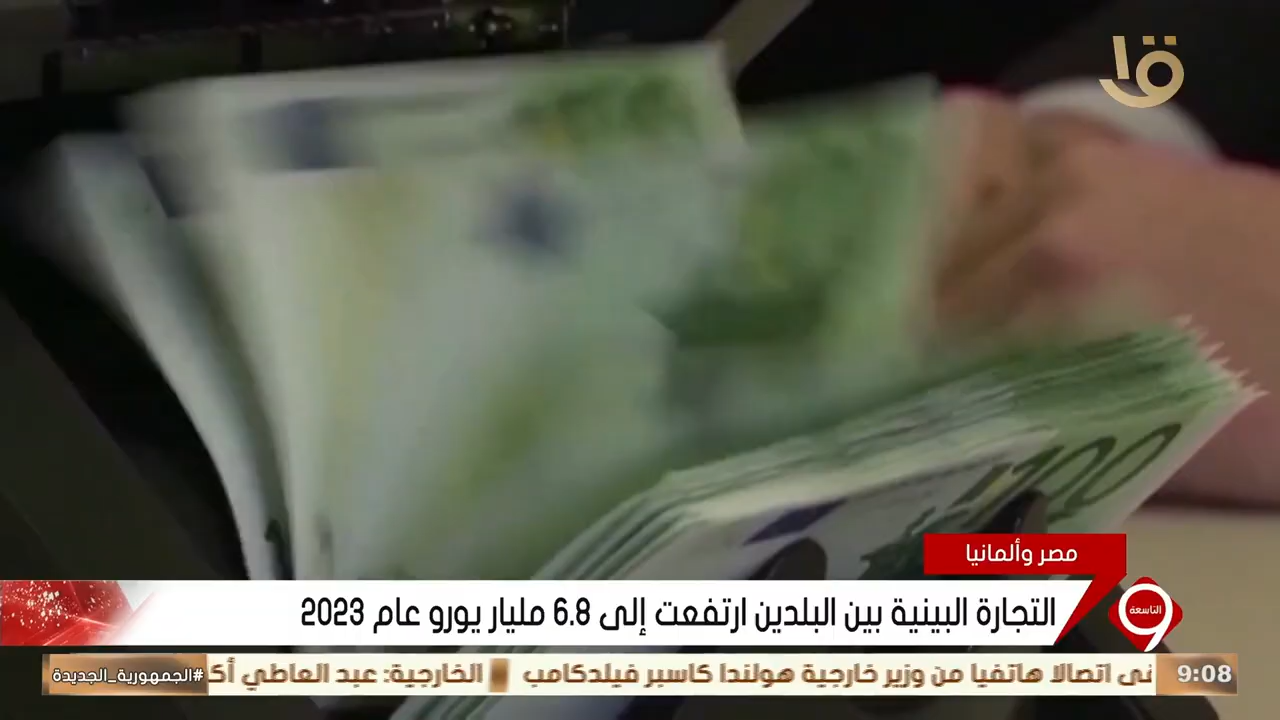 100
مصر وألمانيا
التجارة البينية بين البلدين ارتفعت إلى 6.8 مليار يورو عام 2023
التاسعة
9:08
اتصالا هاتفيا من وزير خارجية هولندا كاسبر فيلدكامب
الخارجية: عبد العاطي
#الجمهورية_الجديدة